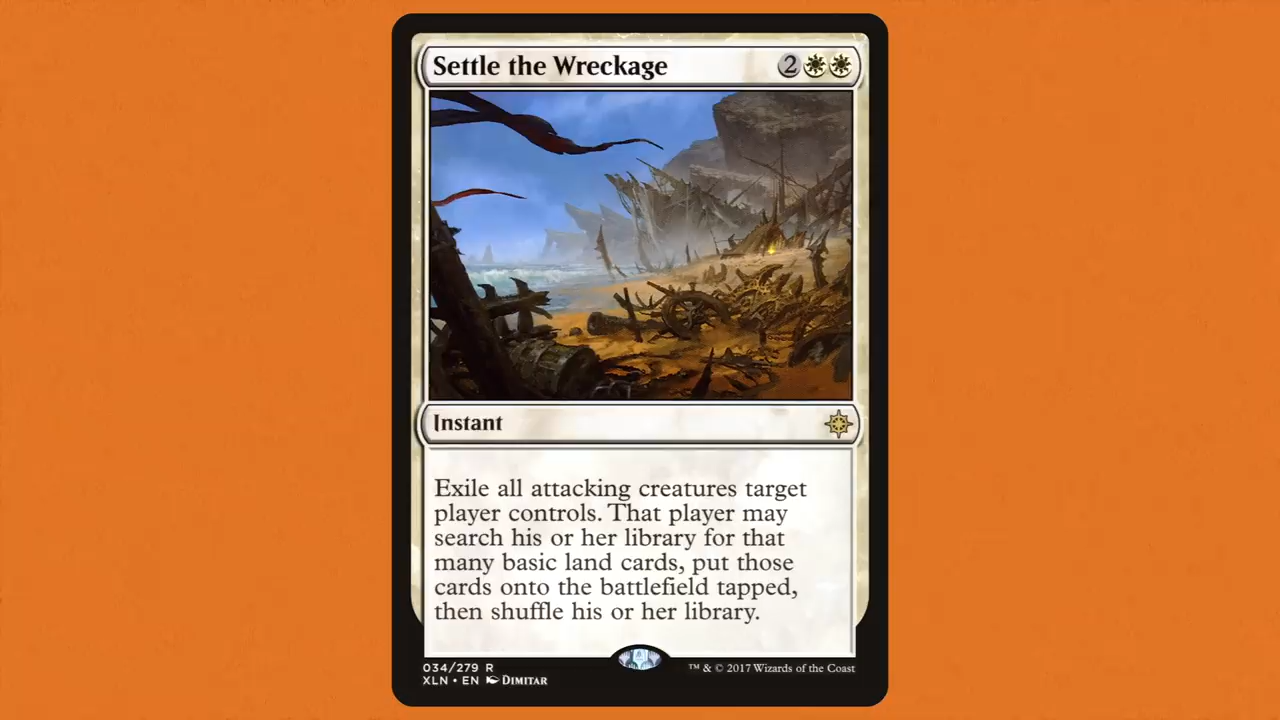 Settle the Wreckage 2
Instant
Exile all attacking creatures target
player controls. That player may
search his or her library for that
many basic land cards, put those
cards onto the battlefield tapped,
then shuffle his or her library.
034/279 R
XLN • EN DIMITAR
™ & © 2017 Wizards of the Coast